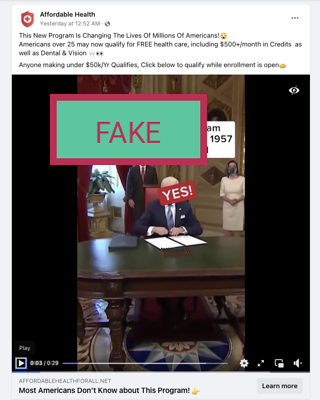 Affordable Health
Yesterday at 12:52 AM ·
This New Program Is Changing The Lives Of Millions Of Americans!😮
Americans over 25 may now qualify for FREE health care, including $500+/month in Credits as
well as Dental & Vision 🦷👀
Anyone making under $50k/Yr Qualifies, Click below to qualify while enrollment is open
FAKE
am
1957
YES!
Play
0:03 / 0:29
AFFORDABLEHEALTHFORALL.NET
Most Americans Don't Know about This Program! 👉
Learn more